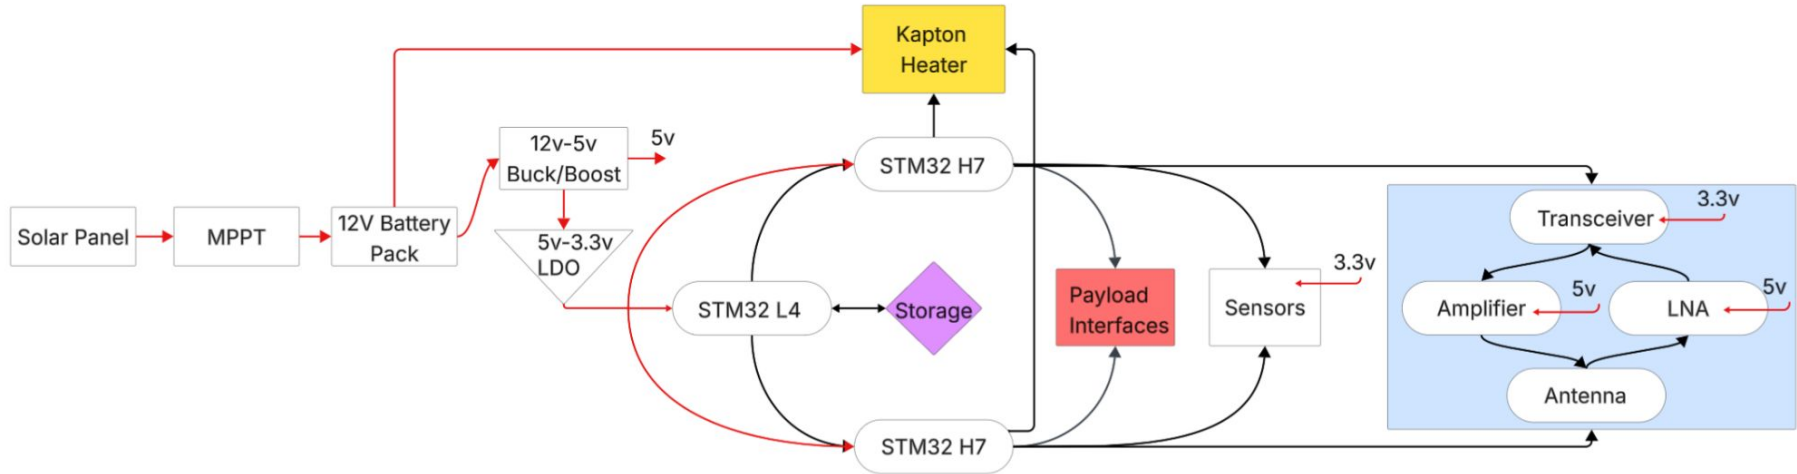 Kapton
Heater
12v-5v
Buck/Boost
5v
STM32 H7
Solar Panel
MPPT
12V Battery
Pack
5v-3.3v
LDO
STM32 L4
Storage
Payload
Interfaces
Sensors
3.3v
Transceiver
3.3v
Amplifier
5v
LNA
5v
Antenna
STM32 H7